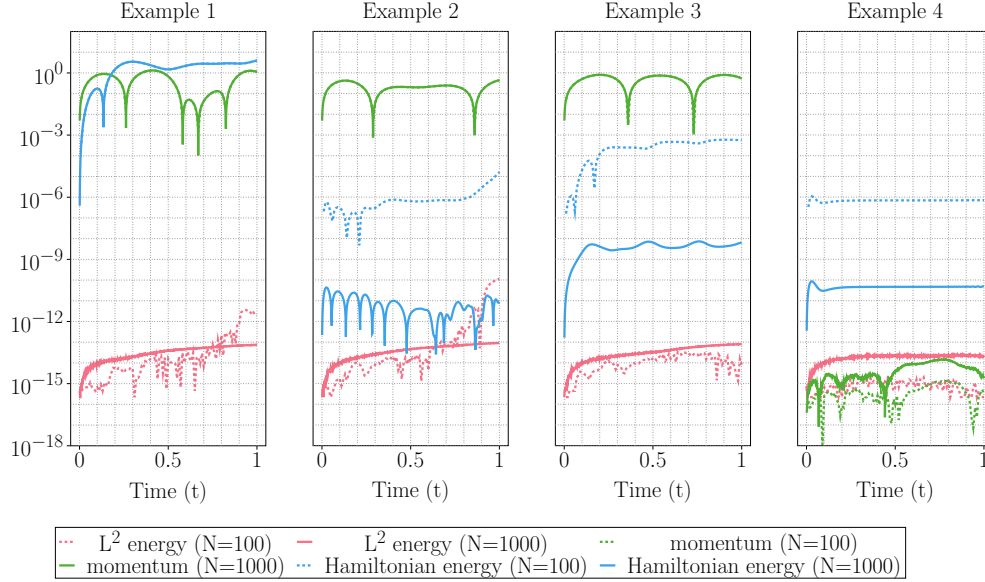 Example 1 Example 2 Example 3 Example 4
10^0
10^-3
10^-6
10^-9
10^-12
10^-15
10^-18
0 0.5 1 0 0.5 1 0 0.5 1 0 0.5 1
Time (t) Time (t) Time (t) Time (t)
L^2 energy (N=100) L^2 energy (N=1000) momentum (N=100)
momentum (N=1000) Hamiltonian energy (N=100) Hamiltonian energy (N=1000)